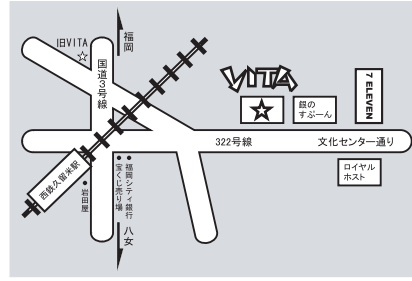 旧VITA
☆
福岡
国道3号線
VITA
☆
銀の
すぷーん
7 ELEVEN
322号線
文化センター通り
西鉄久留米駅
ロイヤル
ホスト
●岩田屋
●宝くじ売り場
●福岡シティ銀行
八女